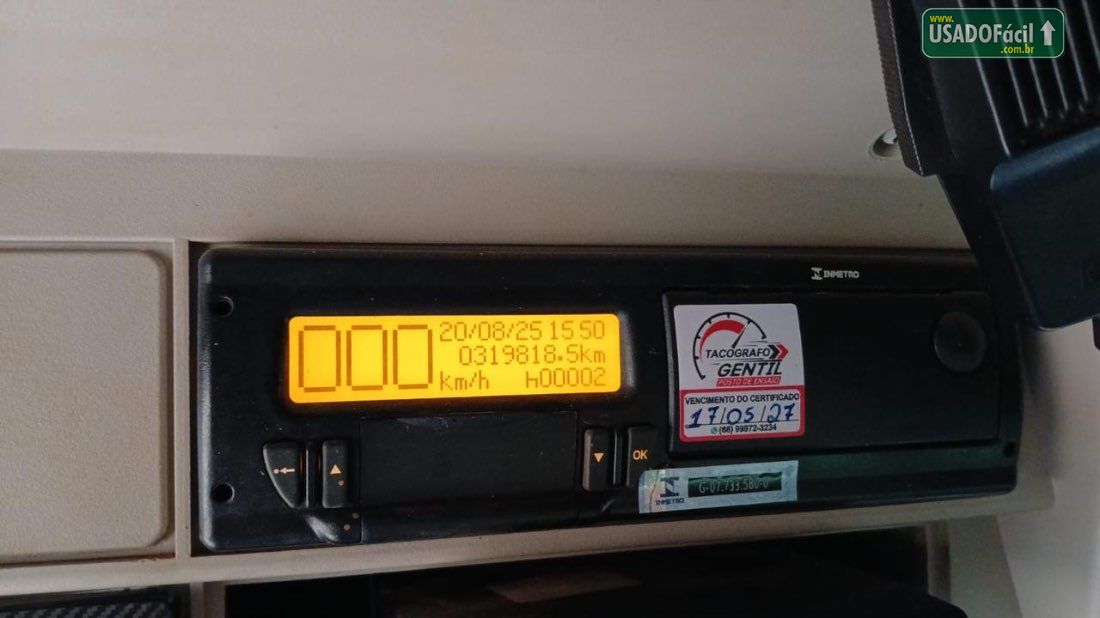 www.
USADOFácil
.com.br
INMETRO
000
20/08/25 15 50
0319818.5km
km/h
h00002
TACOGRAFO
GENTIL
POSTO DE ENSAIO
VENCIMENTO DO CERTIFICADO
17/05/27
(66) 99972-3234
OK
INMETRO
G-07.733.580-0